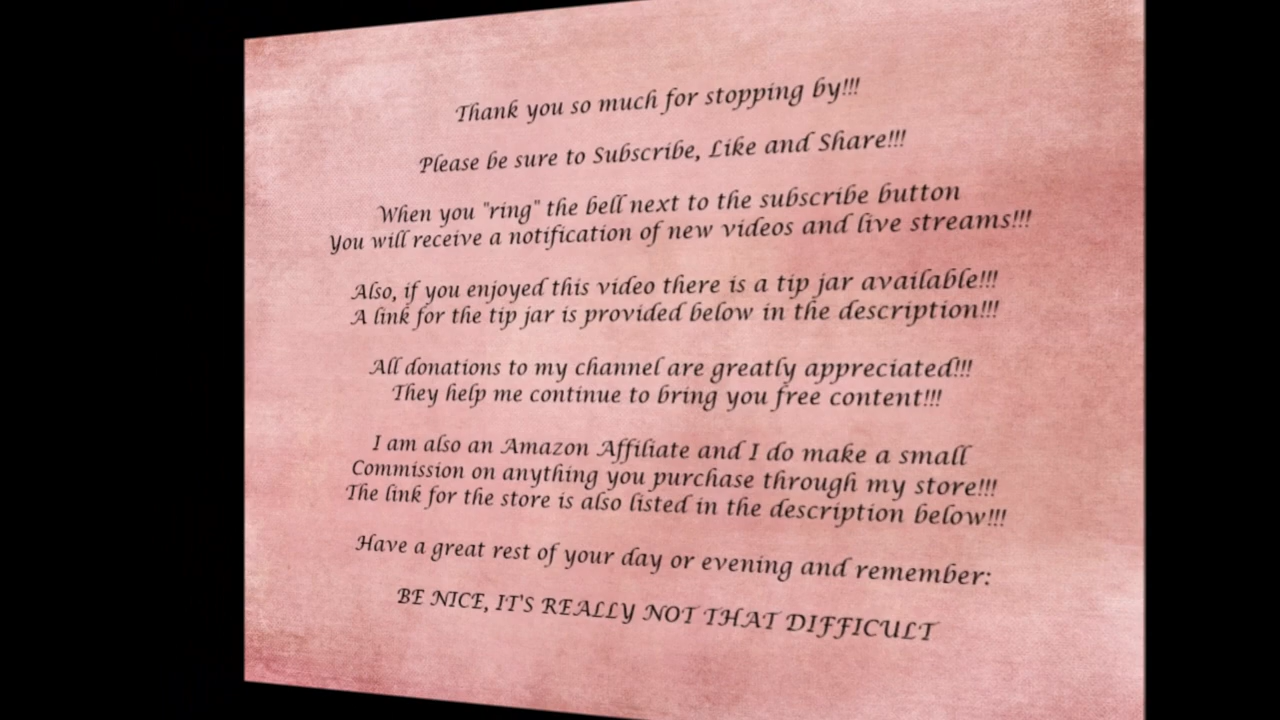 Thank you so much for stopping by!!!
Please be sure to Subscribe, Like and Share!!!
When you "ring" the bell next to the subscribe button
You will receive a notification of new videos and live streams!!!
Also, if you enjoyed this video there is a tip jar available!!!
A link for the tip jar is provided below in the description!!!
All donations to my channel are greatly appreciated!!!
They help me continue to bring you free content!!!
I am also an Amazon Affiliate and I do make a small
Commission on anything you purchase through my store!!!
The link for the store is also listed in the description below!!!
Have a great rest of your day or evening and remember:
BE NICE, IT'S REALLY NOT THAT DIFFICULT